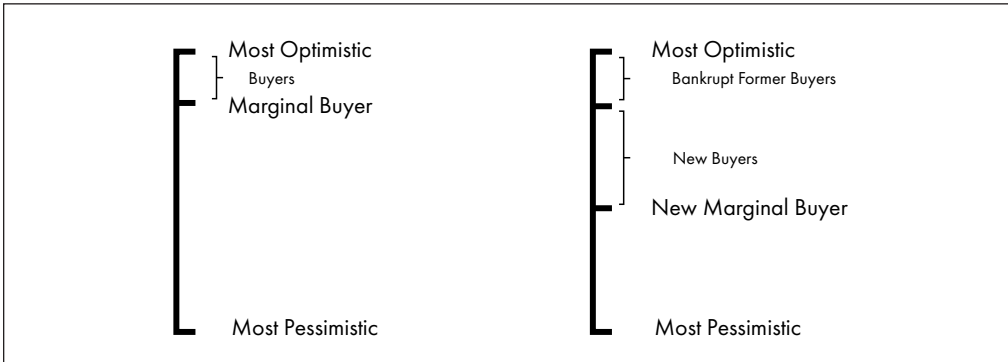 Most Optimistic
Buyers
Marginal Buyer
Most Pessimistic
Most Optimistic
Bankrupt Former Buyers
New Buyers
New Marginal Buyer
Most Pessimistic